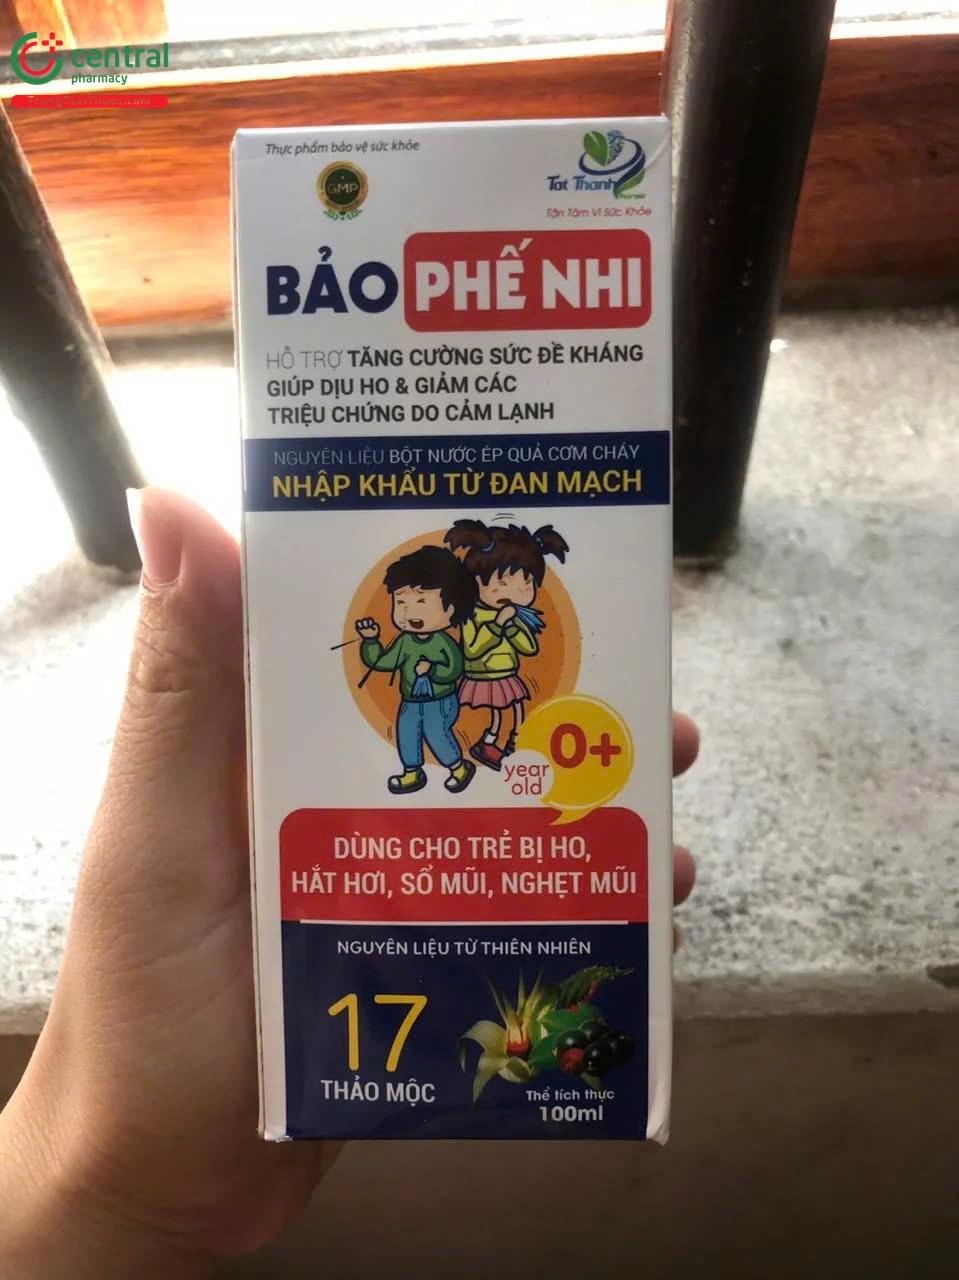 central
pharmacy
Thực phẩm bảo vệ sức khỏe
GMP
Tất Thành
Tận Tâm Vì Sức Khỏe
BẢO PHẾ NHI
HỖ TRỢ TĂNG CƯỜNG SỨC ĐỀ KHÁNG
GIÚP DỊU HO & GIẢM CÁC
TRIỆU CHỨNG DO CẢM LẠNH
NGUYÊN LIỆU BỘT NƯỚC ÉP QUẢ CƠM CHÁY
NHẬP KHẨU TỪ ĐAN MẠCH
0+
year
old
DÙNG CHO TRẺ BỊ HO,
HẮT HƠI, SỔ MŨI, NGHẸT MŨI
NGUYÊN LIỆU TỪ THIÊN NHIÊN
17
THẢO MỘC
Thể tích thực
100ml